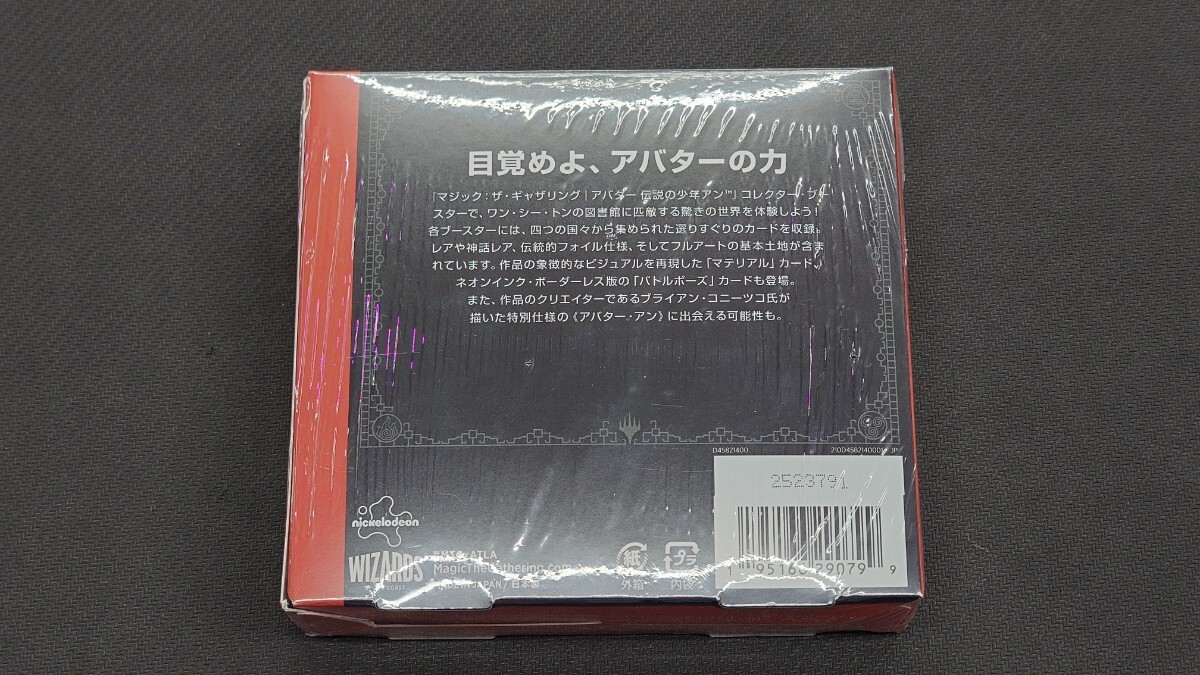 目覚めよ、アバターの力
『マジック：ザ・ギャザリング｜アバター 伝説の少年アン™』コレクター・ブー
スターで、ワン・シー・トンの図書館に匹敵する驚きの世界を体験しよう！
各ブースターには、四つの国々から集められた選りすぐりのカードを収録。
レアや神話レア、伝統的フォイル仕様、そしてフルアートの基本土地が含ま
れています。作品の象徴的なビジュアルを再現した「マテリアル」カード、
ネオンインク・ボーダーレス版の「バトルポーズ」カードも登場。
また、作品のクリエイターであるブライアン・コニーツコ氏が
描いた特別仕様の《アバター・アン》に出会える可能性も。
D45821400
JP
2523791
nickelodeon
WIZARDS
#MTGxATLA
MagicTheGathering.com
JAPAN / 日本製
紙
外箱
プラ
内袋
9